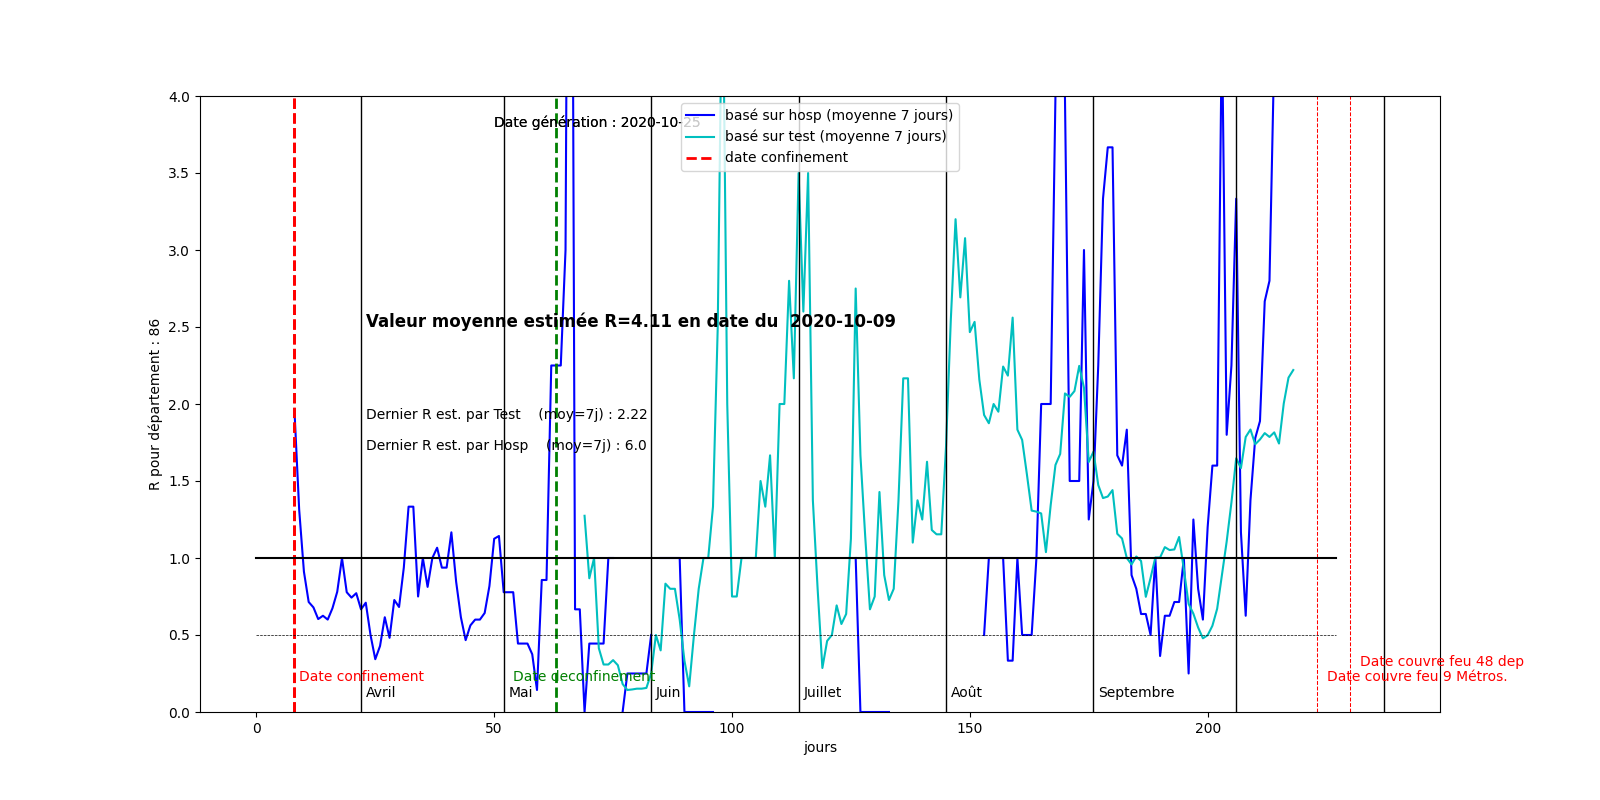 Date génération : 2020-10-25
basé sur hosp (moyenne 7 jours)
basé sur test (moyenne 7 jours)
date confinement
4.0
3.5
3.0
2.5
2.0
1.5
1.0
0.5
0.0
R pour département : 86
Valeur moyenne estimée R=4.11 en date du  2020-10-09
Dernier R est. par Test    (moy=7j) : 2.22
Dernier R est. par Hosp    (moy=7j) : 6.0
Date couvre feu 48 dep
Date confinement
Date deconfinement
Date couvre feu 9 Métros.
Avril
Mai
Juin
Juillet
Août
Septembre
0
50
100
150
200
jours